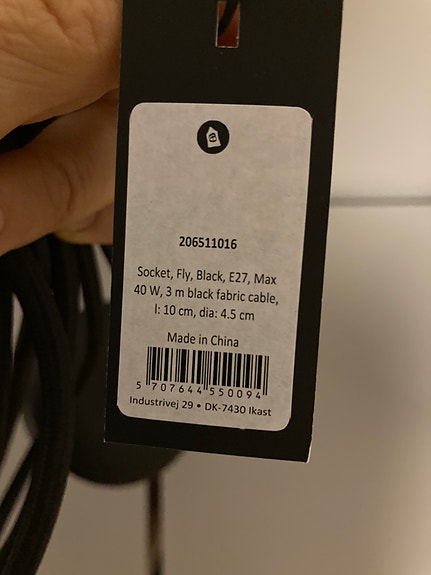 206511016
Socket, Fly, Black, E27, Max
40 W, 3 m black fabric cable,
l: 10 cm, dia: 4.5 cm
Made in China
5 707644 550094
Industrivej 29 • DK-7430 Ikast